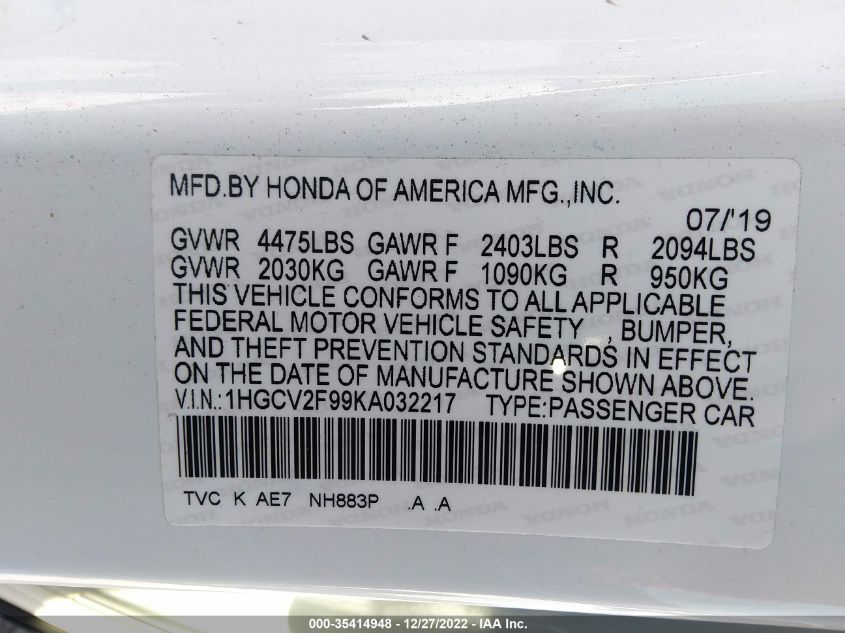 MFD.BY HONDA OF AMERICA MFG.,INC.
07/'19
GVWR 4475LBS GAWR F 2403LBS R 2094LBS
GVWR 2030KG GAWR F 1090KG R 950KG
THIS VEHICLE CONFORMS TO ALL APPLICABLE
FEDERAL MOTOR VEHICLE SAFETY , BUMPER,
AND THEFT PREVENTION STANDARDS IN EFFECT
ON THE DATE OF MANUFACTURE SHOWN ABOVE.
V.I.N.:1HGCV2F99KA032217 TYPE:PASSENGER CAR
TVC K AE7 NH883P .A .A
000-35414948 - 12/27/2022 - IAA Inc.